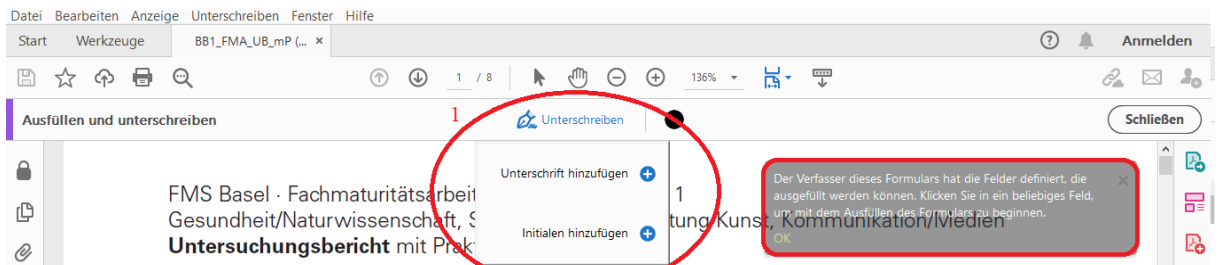 Datei Bearbeiten Anzeige Unterschreiben Fenster Hilfe
Start Werkzeuge BB1_FMA_UB_mP (... × ? Anmelden
1 / 8 136%
Ausfüllen und unterschreiben 1 Unterschreiben Schließen
Unterschrift hinzufügen
Der Verfasser dieses Formulars hat die Felder definiert, die
ausgefüllt werden können. Klicken Sie in ein beliebiges Feld,
um mit dem Ausfüllen des Formulars zu beginnen.
OK
FMS Basel · Fachmaturitätsarbeit 1
Gesundheit/Naturwissenschaft, S tung/Kunst, Kommunikation/Medien
Initialen hinzufügen
Untersuchungsbericht mit Prak